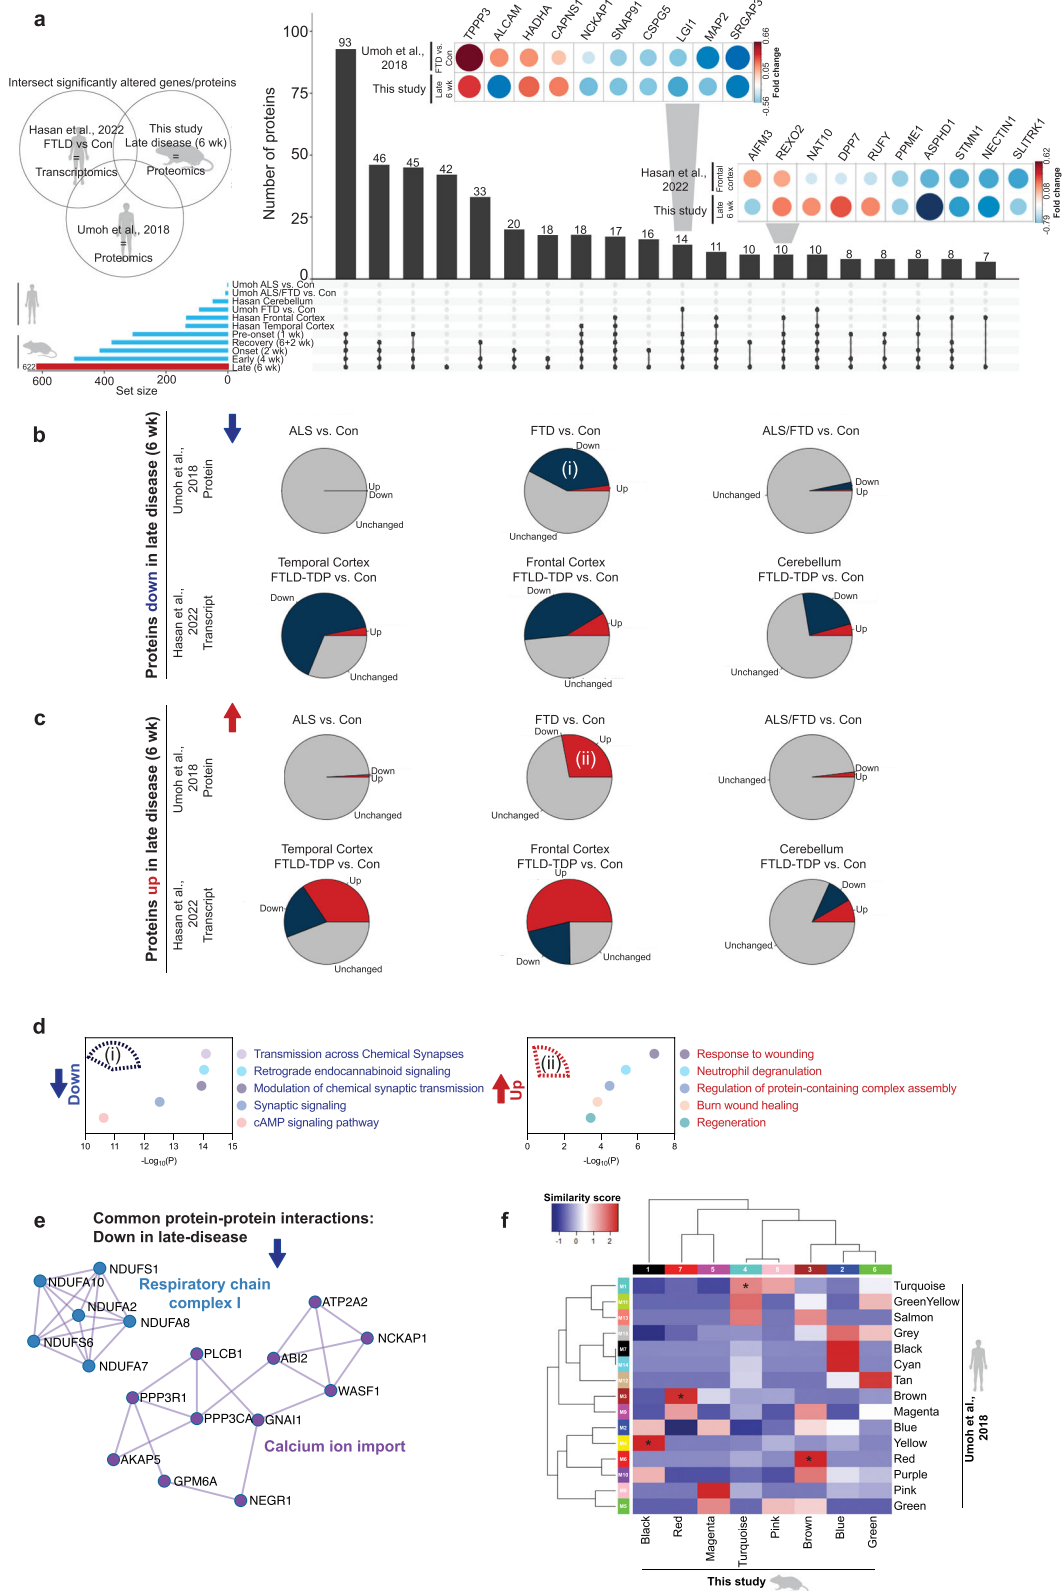 a
Intersect significantly altered genes/proteins
Hasan et al., 2022
FTLD vs Con
=
Transcriptomics
This study
Late disease (6 wk)
=
Proteomics
Umoh et al., 2018
=
Proteomics
Number of proteins
100
75
50
25
0
93
46
45
42
33
20
18
18
17
16
14
11
10
10
10
8
8
8
8
7
TPPP3
ALCAM
HADHA
CAPNS1
NCKAP1
SNAP91
CSPG5
LGI1
MAP2
SRGAP3
Umoh et al.,
2018
FTD vs.
Con
This study
Late
6 wk
0.66
0.05
-0.56
Fold change
AIFM3
REXO2
NAT10
DPP7
RUFY
PPME1
ASPHD1
STMN1
NECTIN1
SLITRK1
Hasan et al.,
2022
Frontal
cortex
This study
Late
6 wk
0.62
0.08
-0.79
Fold change
Umoh ALS vs. Con
Umoh ALS/FTD vs. Con
Hasan Cerebellum
Umoh FTD vs. Con
Hasan Frontal Cortex
Hasan Temporal Cortex
Pre-onset (1 wk)
Recovery (6+2 wk)
Onset (2 wk)
Early (4 wk)
Late (6 wk)
622
600
400
200
0
Set size
b
Proteins down in late disease (6 wk)
Umoh et al.,
2018
Protein
ALS vs. Con
Up
Down
Unchanged
FTD vs. Con
Down
(i)
Up
Unchanged
ALS/FTD vs. Con
Unchanged
Down
Up
Hasan et al.,
2022
Transcript
Temporal Cortex
FTLD-TDP vs. Con
Down
Up
Unchanged
Frontal Cortex
FTLD-TDP vs. Con
Down
Up
Unchanged
Cerebellum
FTLD-TDP vs. Con
Down
Up
Unchanged
c
Proteins up in late disease (6 wk)
Umoh et al.,
2018
Protein
ALS vs. Con
Down
Up
Unchanged
FTD vs. Con
Down
Up
(ii)
Unchanged
ALS/FTD vs. Con
Down
Up
Unchanged
Hasan et al.,
2022
Transcript
Temporal Cortex
FTLD-TDP vs. Con
Up
Down
Unchanged
Frontal Cortex
FTLD-TDP vs. Con
Up
Down
Unchanged
Cerebellum
FTLD-TDP vs. Con
Down
Up
Unchanged
d
Down
(i)
10
11
12
13
14
15
-Log10(P)
Transmission across Chemical Synapses
Retrograde endocannabinoid signaling
Modulation of chemical synaptic transmission
Synaptic signaling
cAMP signaling pathway
Up
(ii)
0
2
4
6
8
-Log10(P)
Response to wounding
Neutrophil degranulation
Regulation of protein-containing complex assembly
Burn wound healing
Regeneration
e
Common protein-protein interactions:
Down in late-disease
NDUFS1
NDUFA10
NDUFA2
NDUFA8
NDUFS6
NDUFA7
Respiratory chain
complex I
ATP2A2
NCKAP1
ABI2
WASF1
PLCB1
PPP3R1
PPP3CA
GNAI1
AKAP5
GPM6A
NEGR1
Calcium ion import
f
Similarity score
-1
0
1
2
1
7
5
4
8
3
2
6
M1
M11
M13
M7
M14
M12
M3
M9
M2
M6
M10
M5
Turquoise
GreenYellow
Salmon
Grey
Black
Cyan
Tan
Brown
Magenta
Blue
Yellow
Red
Purple
Pink
Green
*
*
*
*
Umoh et al.,
2018
Black
Red
Magenta
Turquoise
Pink
Brown
Blue
Green
This study